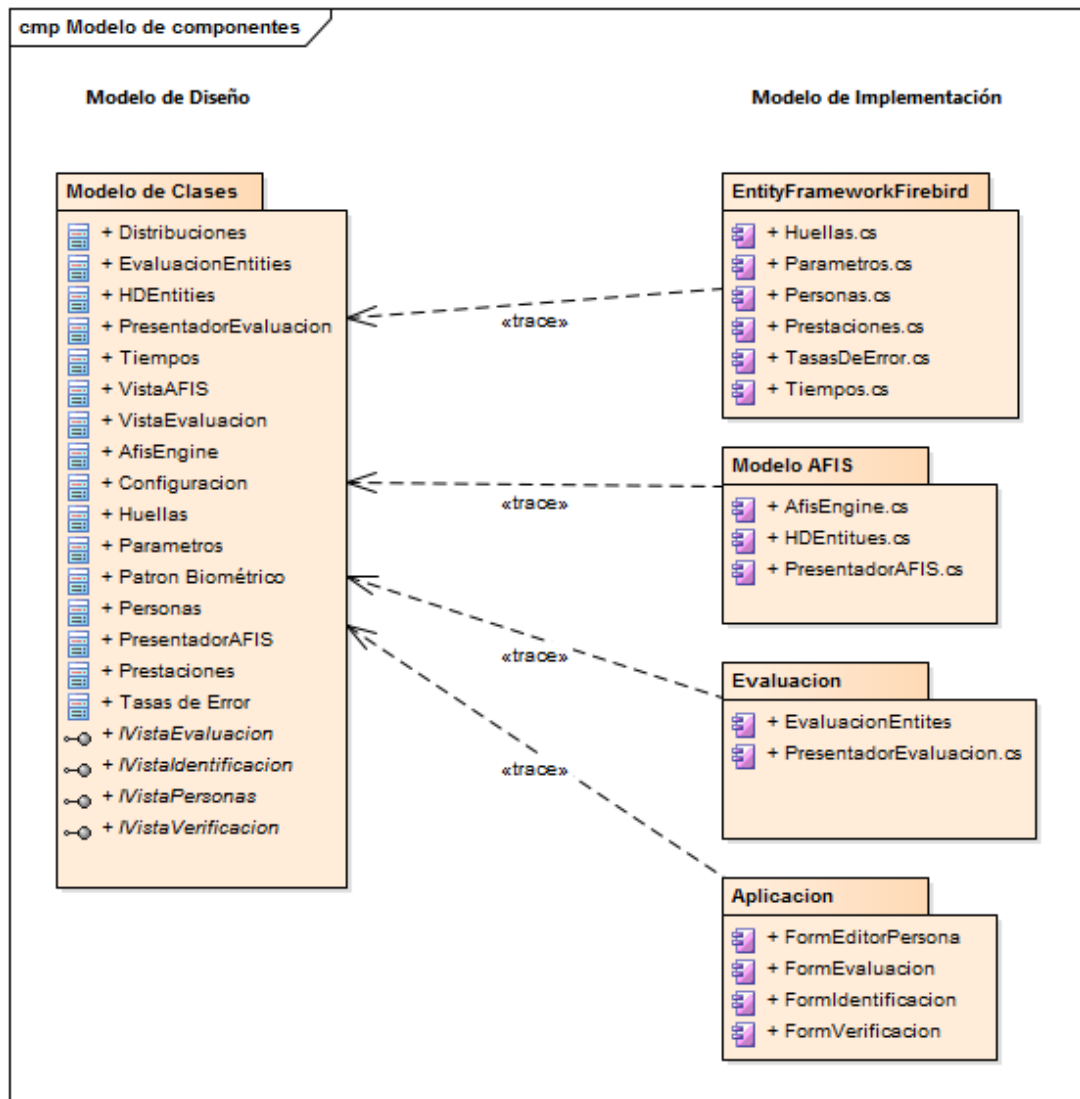 cmp Modelo de componentes
Modelo de Diseño
Modelo de Implementación
Modelo de Clases
+ Distribuciones
+ EvaluacionEntities
+ HDEntities
+ PresentadorEvaluacion
+ Tiempos
+ VistaAFIS
+ VistaEvaluacion
+ AfisEngine
+ Configuracion
+ Huellas
+ Parametros
+ Patron Biométrico
+ Personas
+ PresentadorAFIS
+ Prestaciones
+ Tasas de Error
+ IVistaEvaluacion
+ IVistaIdentificacion
+ IVistaPersonas
+ IVistaVerificacion
«trace»
«trace»
«trace»
«trace»
EntityFrameworkFirebird
+ Huellas.cs
+ Parametros.cs
+ Personas.cs
+ Prestaciones.cs
+ TasasDeError.cs
+ Tiempos.cs
Modelo AFIS
+ AfisEngine.cs
+ HDEntitues.cs
+ PresentadorAFIS.cs
Evaluacion
+ EvaluacionEntites
+ PresentadorEvaluacion.cs
Aplicacion
+ FormEditorPersona
+ FormEvaluacion
+ FormIdentificacion
+ FormVerificacion